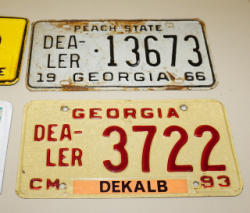 PEACH STATE
DEA-
LER
·13673
19 GEORGIA 66
GEORGIA
DEA-
LER
3722
CM DEKALB 93